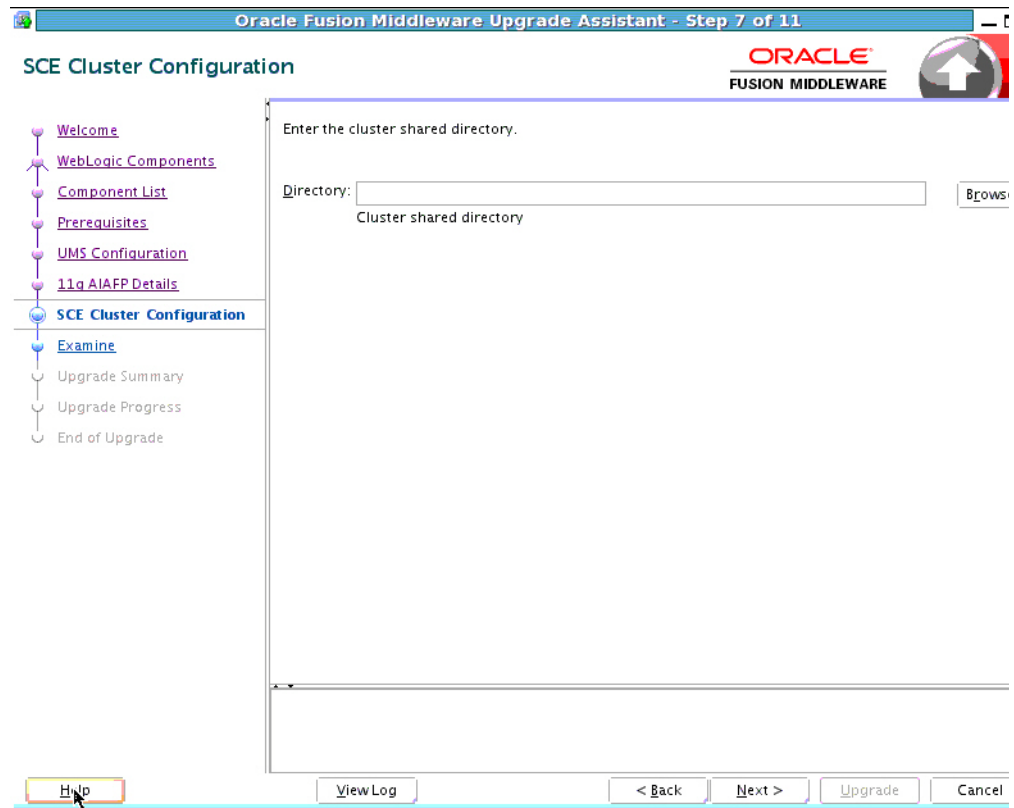 Oracle Fusion Middleware Upgrade Assistant - Step 7 of 11
SCE Cluster Configuration
ORACLE
FUSION MIDDLEWARE
Welcome
WebLogic Components
Component List
Prerequisites
UMS Configuration
11g AIAFP Details
SCE Cluster Configuration
Examine
Upgrade Summary
Upgrade Progress
End of Upgrade
Enter the cluster shared directory.
Directory: Browse
Cluster shared directory
Help View Log < Back Next > Upgrade Cancel